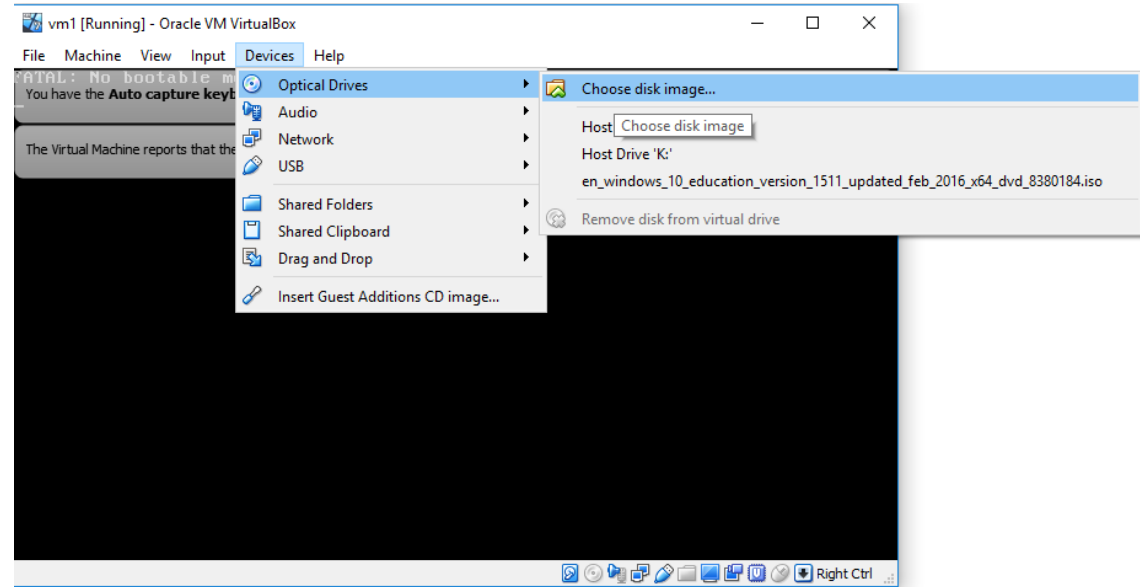 vm1 [Running] - Oracle VM VirtualBox
File Machine View Input Devices Help
FATAL: No bootable m
You have the Auto capture keyb
The Virtual Machine reports that the
Optical Drives
Audio
Network
USB
Shared Folders
Shared Clipboard
Drag and Drop
Insert Guest Additions CD image...
Choose disk image...
Host
Choose disk image
Host Drive 'K:'
en_windows_10_education_version_1511_updated_feb_2016_x64_dvd_8380184.iso
Remove disk from virtual drive
Right Ctrl